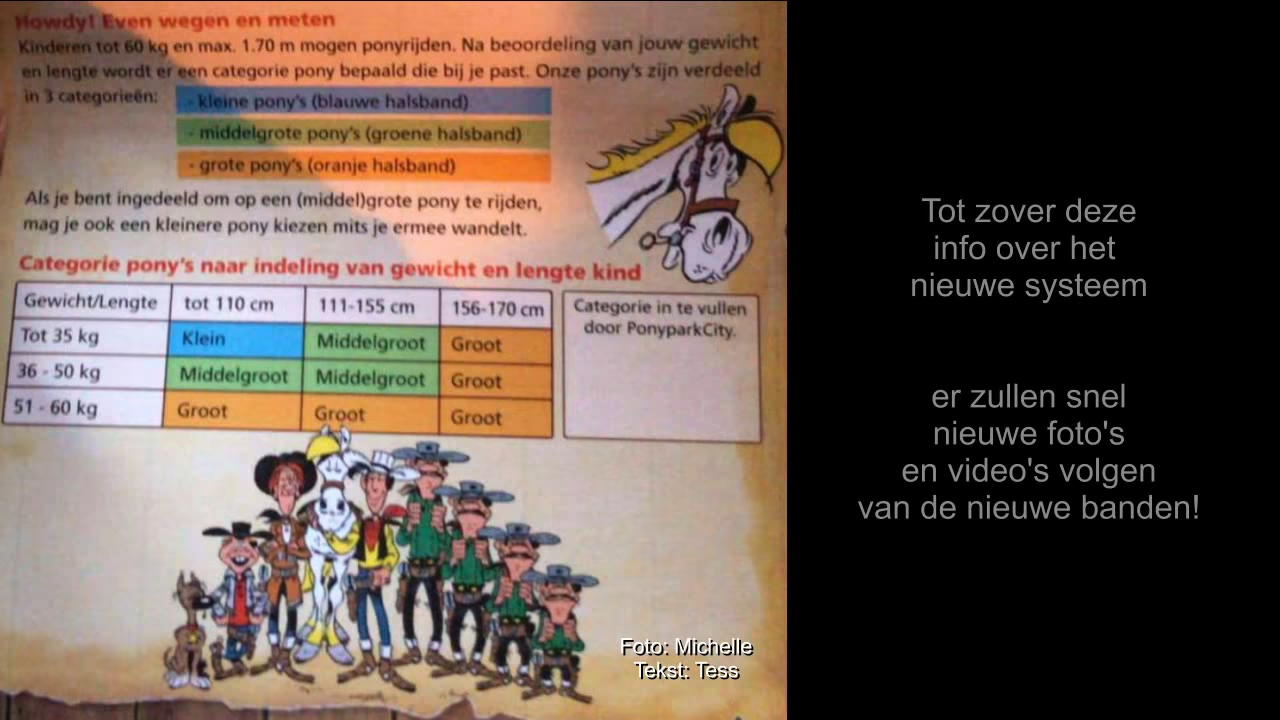 Howdy! Even wegen en meten
Kinderen tot 60 kg en max. 1.70 m mogen ponyrijden. Na beoordeling van jouw gewicht
en lengte wordt er een categorie pony bepaald die bij je past. Onze pony's zijn verdeeld
in 3 categorieën:
- kleine pony's (blauwe halsband)
- middelgrote pony's (groene halsband)
- grote pony's (oranje halsband)
Als je bent ingedeeld om op een (middel)grote pony te rijden,
mag je ook een kleinere pony kiezen mits je ermee wandelt.
Categorie pony's naar indeling van gewicht en lengte kind
Gewicht/Lengte tot 110 cm 111-155 cm 156-170 cm
Tot 35 kg Klein Middelgroot Groot
36 - 50 kg Middelgroot Middelgroot Groot
51 - 60 kg Groot Groot Groot
Categorie in te vullen
door PonyparkCity.
Foto: Michelle
Tekst: Tess
Tot zover deze
info over het
nieuwe systeem
er zullen snel
nieuwe foto's
en video's volgen
van de nieuwe banden!